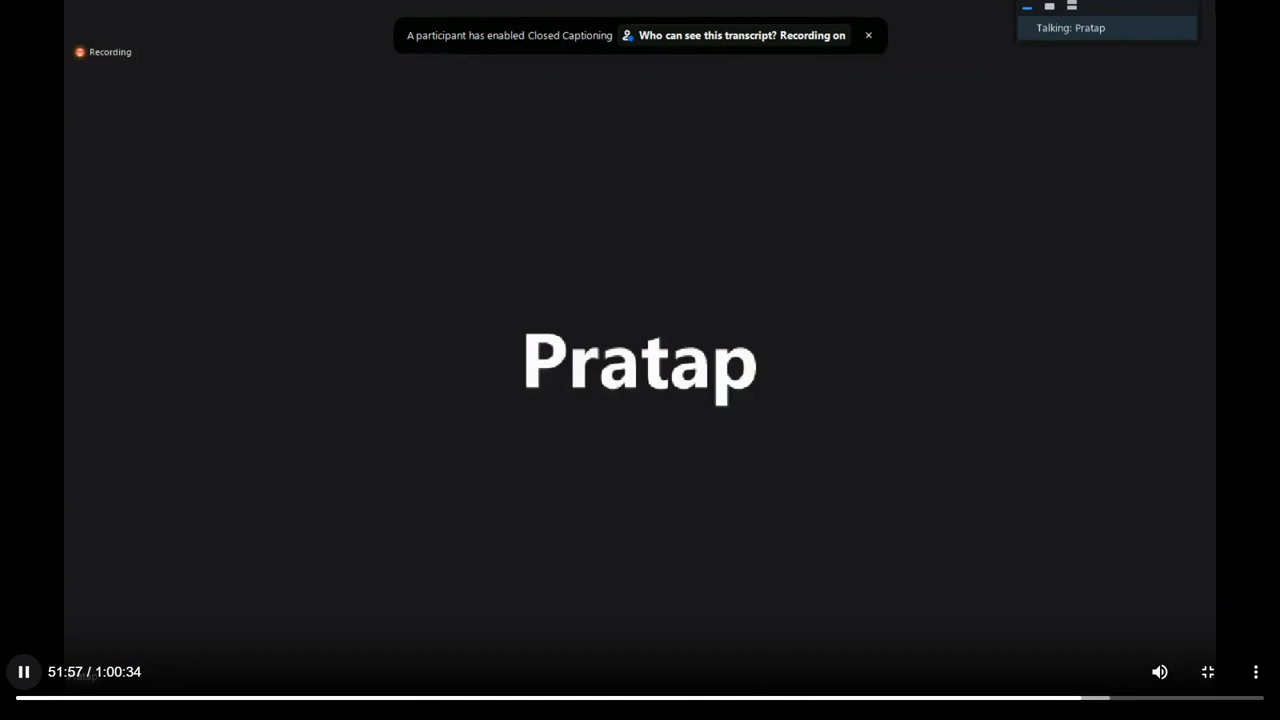 A participant has enabled Closed Captioning Who can see this transcript? Recording on
Talking: Pratap
Recording
Pratap
51:57 / 1:00:34
Pratap